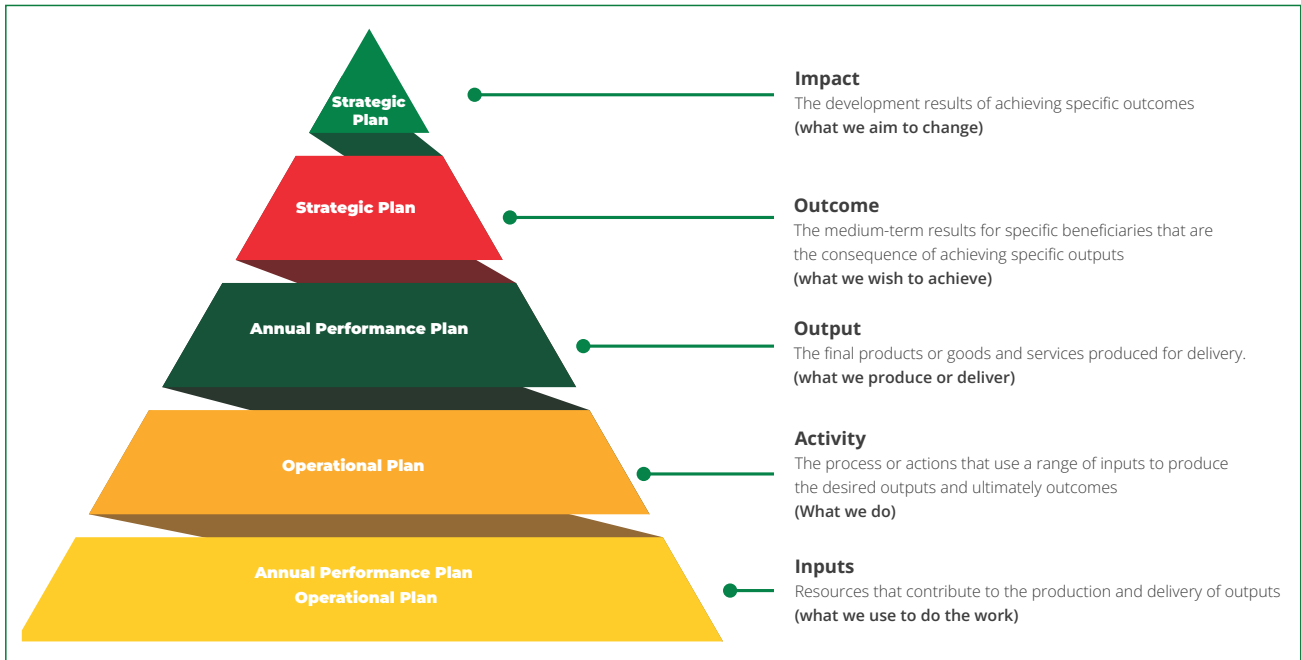 Strategic
Plan
Impact
The development results of achieving specific outcomes
(what we aim to change)
Strategic Plan
Outcome
The medium-term results for specific beneficiaries that are
the consequence of achieving specific outputs
(what we wish to achieve)
Annual Performance Plan
Output
The final products or goods and services produced for delivery.
(what we produce or deliver)
Operational Plan
Activity
The process or actions that use a range of inputs to produce
the desired outputs and ultimately outcomes
(What we do)
Annual Performance Plan
Operational Plan
Inputs
Resources that contribute to the production and delivery of outputs
(what we use to do the work)